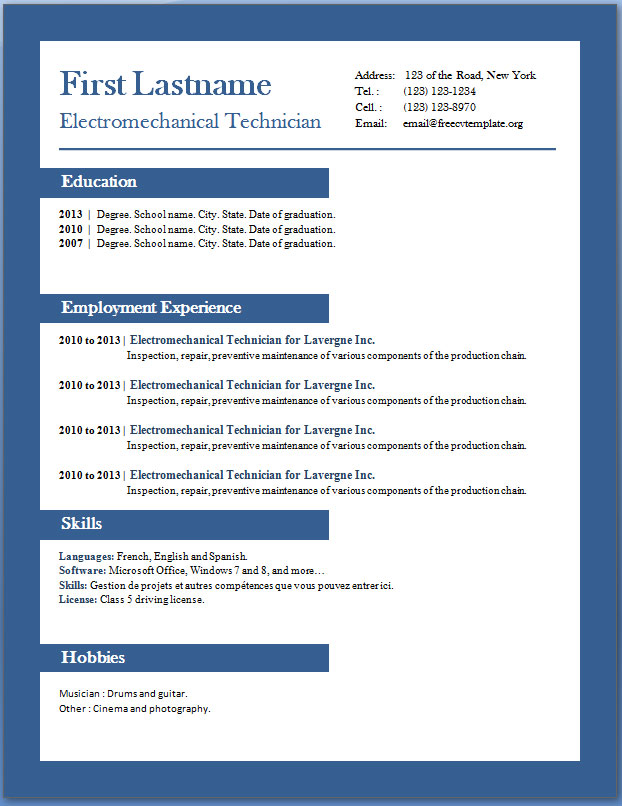 First Lastname
Electromechanical Technician
Address: 123 of the Road, New York
Tel. : (123) 123-1234
Cell. : (123) 123-8970
Email: email@freecvtemplate.org
Education
2013 | Degree. School name. City. State. Date of graduation.
2010 | Degree. School name. City. State. Date of graduation.
2007 | Degree. School name. City. State. Date of graduation.
Employment Experience
2010 to 2013 | Electromechanical Technician for Lavergne Inc.
Inspection, repair, preventive maintenance of various components of the production chain.
2010 to 2013 | Electromechanical Technician for Lavergne Inc.
Inspection, repair, preventive maintenance of various components of the production chain.
2010 to 2013 | Electromechanical Technician for Lavergne Inc.
Inspection, repair, preventive maintenance of various components of the production chain.
2010 to 2013 | Electromechanical Technician for Lavergne Inc.
Inspection, repair, preventive maintenance of various components of the production chain.
Skills
Languages: French, English and Spanish.
Software: Microsoft Office, Windows 7 and 8, and more…
Skills: Gestion de projets et autres compétences que vous pouvez entrer ici.
License: Class 5 driving license.
Hobbies
Musician : Drums and guitar.
Other : Cinema and photography.